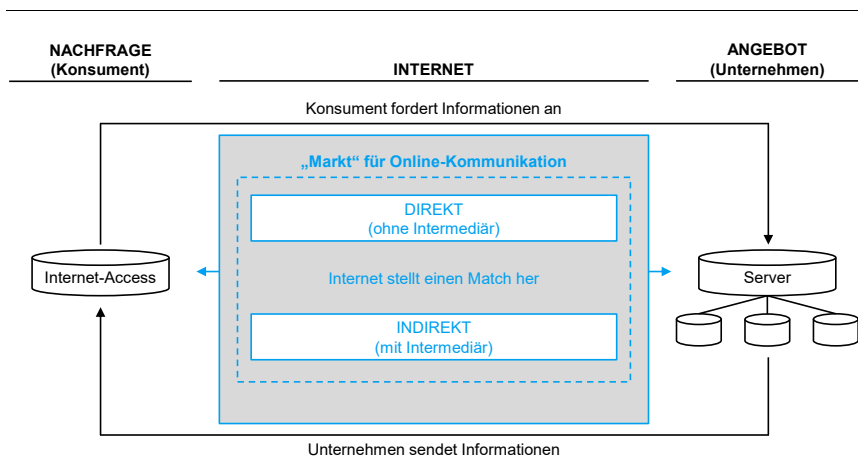 NACHFRAGE
(Konsument)
INTERNET
ANGEBOT
(Unternehmen)
Konsument fordert Informationen an
„Markt“ für Online-Kommunikation
DIREKT
(ohne Intermediär)
Internet-Access
Internet stellt einen Match her
Server
INDIREKT
(mit Intermediär)
Unternehmen sendet Informationen